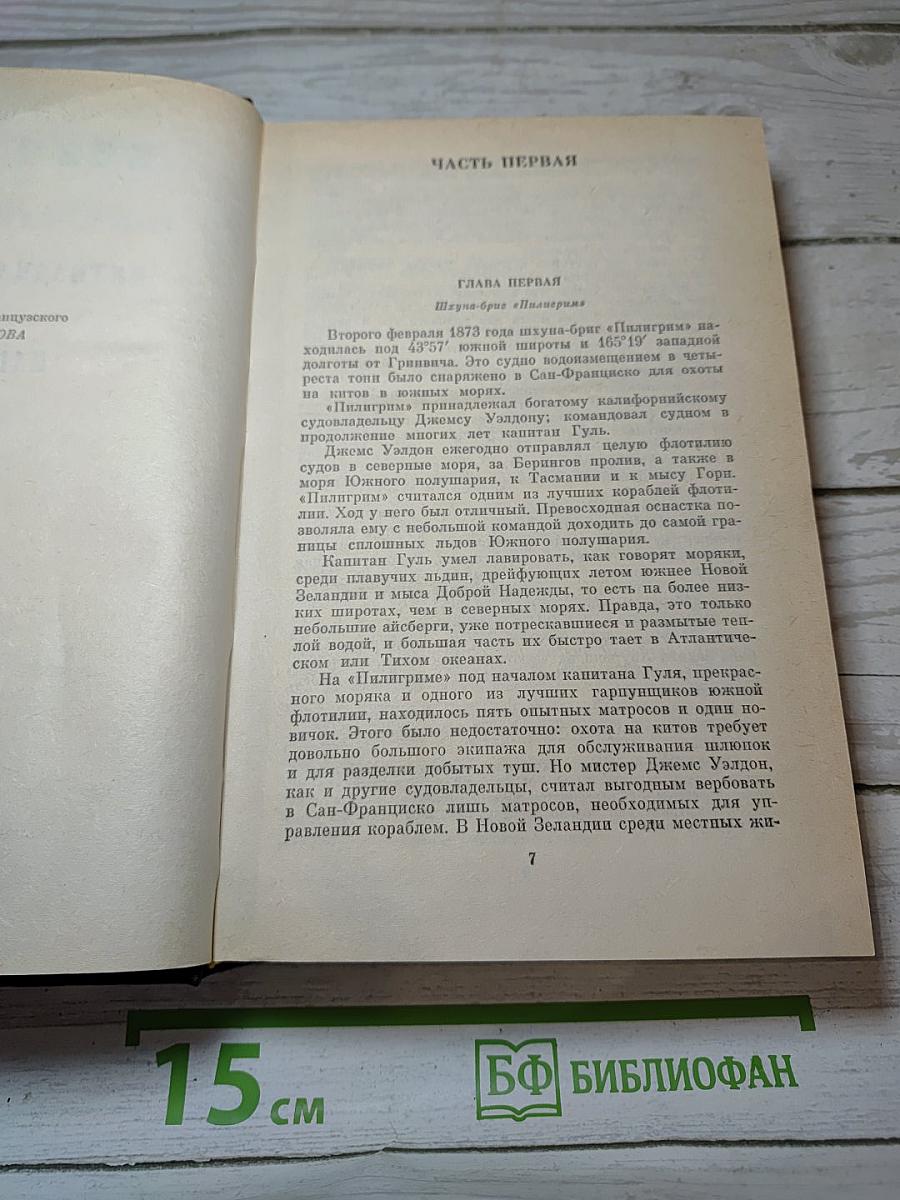 нцузского
ОВА
ЧАСТЬ ПЕРВАЯ
ГЛАВА ПЕРВАЯ
Шхуна-бриг «Пилигрим»
Второго февраля 1873 года шхуна-бриг «Пилигрим» на-
ходилась под 43°57′ южной широты и 165°19′ западной
долготы от Гринвича. Это судно водоизмещением в четы-
реста тонн было снаряжено в Сан-Франциско для охоты
на китов в южных морях.
«Пилигрим» принадлежал богатому калифорнийскому
судовладельцу Джемсу Уэлдону; командовал судном в
продолжение многих лет капитан Гуль.
Джемс Уэлдон ежегодно отправлял целую флотилию
судов в северные моря, за Берингов пролив, а также в
моря Южного полушария, к Тасмании и к мысу Горн.
«Пилигрим» считался одним из лучших кораблей флоти-
лии. Ход у него был отличный. Превосходная оснастка по-
зволяла ему с небольшой командой доходить до самой гра-
ницы сплошных льдов Южного полушария.
Капитан Гуль умел лавировать, как говорят моряки,
среди плавучих льдин, дрейфующих летом южнее Новой
Зеландии и мыса Доброй Надежды, то есть на более низ-
ких широтах, чем в северных морях. Правда, это только
небольшие айсберги, уже потрескавшиеся и размытые теп-
лой водой, и большая часть их быстро тает в Атлантиче-
ском или Тихом океанах.
На «Пилигриме» под началом капитана Гуля, прекрас-
ного моряка и одного из лучших гарпунщиков южной
флотилии, находилось пять опытных матросов и один но-
вичок. Этого было недостаточно: охота на китов требует
довольно большого экипажа для обслуживания шлюпок
и для разделки добытых туш. Но мистер Джемс Уэлдон,
как и другие судовладельцы, считал выгодным вербовать
в Сан-Франциско лишь матросов, необходимых для уп-
равления кораблем. В Новой Зеландии среди местных жи-
7
15 см
БФ БИБЛИОФАН